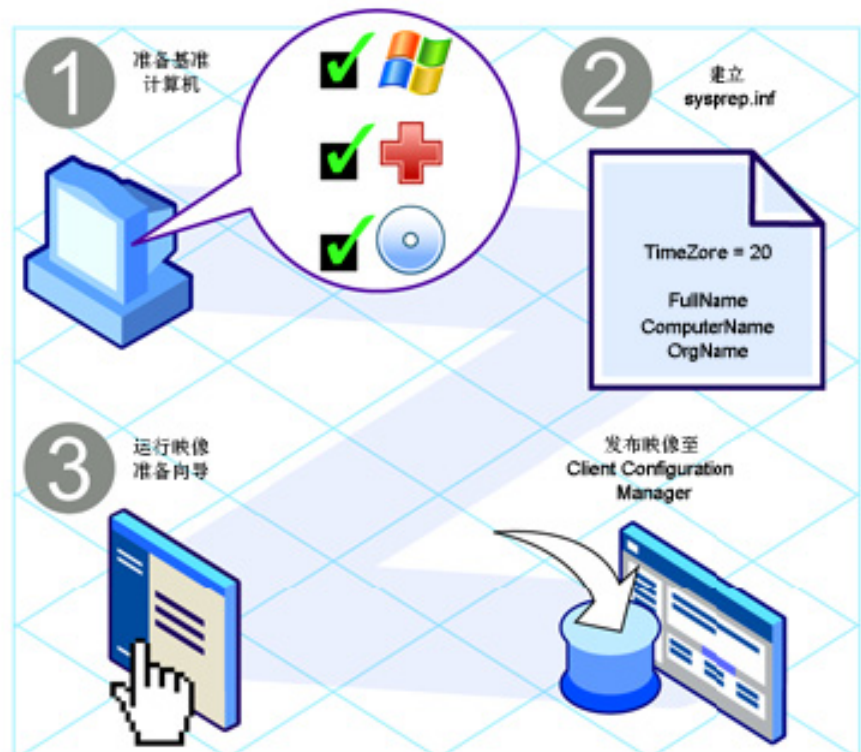 1
准备基准
计算机
2
建立
sysprep.inf
TimeZore = 20
FullName
ComputerName
OrgName
3
运行映像
准备向导
发布映像至
Client Configuration
Manager